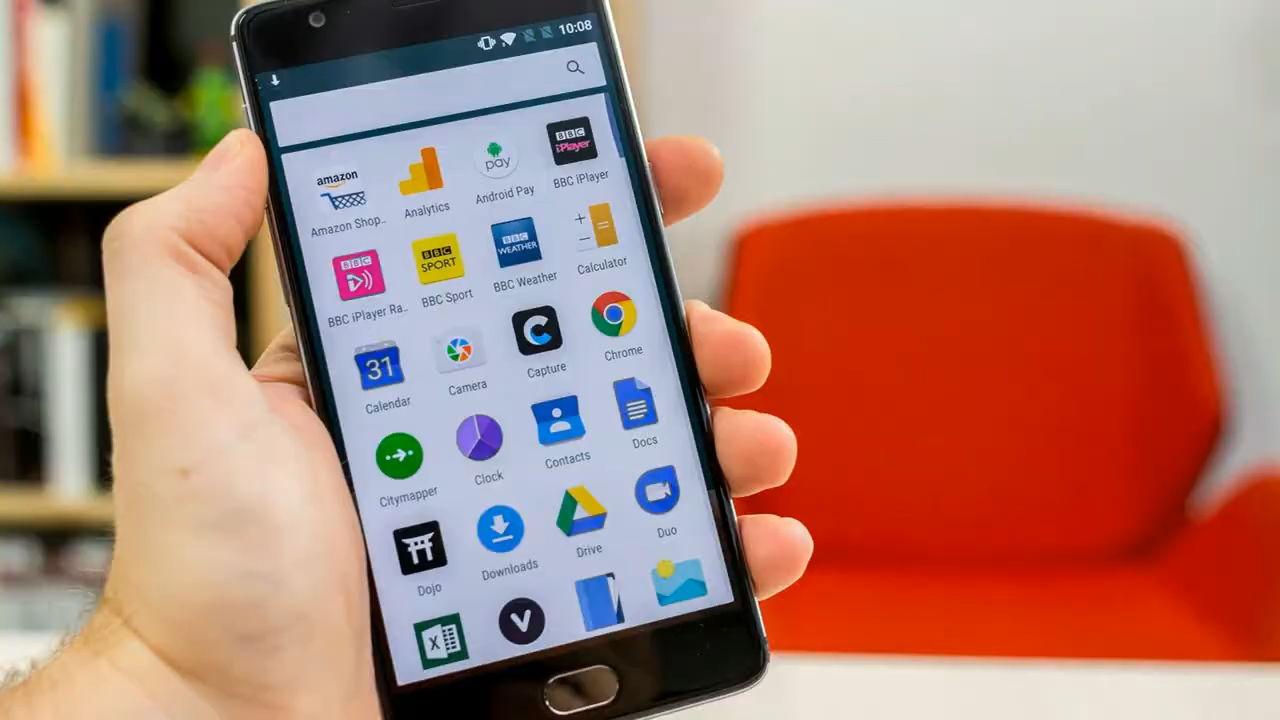 10:08
amazon
pay
BBC
iPlayer
Amazon Shop..
Analytics
Android Pay
BBC iPlayer
BBC
BBC
SPORT
BBC
WEATHER
BBC iPlayer Ra..
BBC Sport
BBC Weather
Calculator
31
Calendar
Camera
Capture
Chrome
Citymapper
Clock
Contacts
Docs
Dojo
Downloads
Drive
Duo
X
V